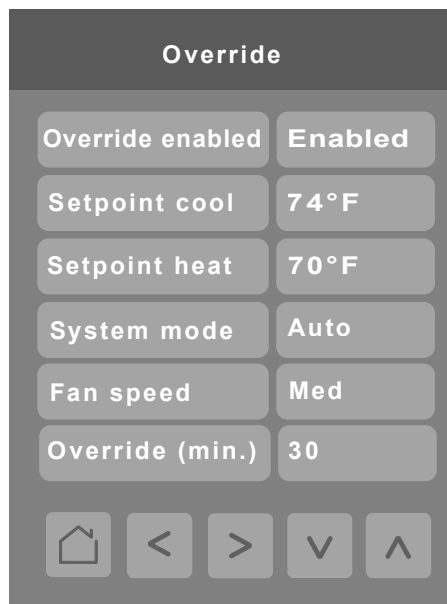 Override
Override enabled Enabled
Setpoint cool 74°F
Setpoint heat 70°F
System mode Auto
Fan speed Med
Override (min.) 30